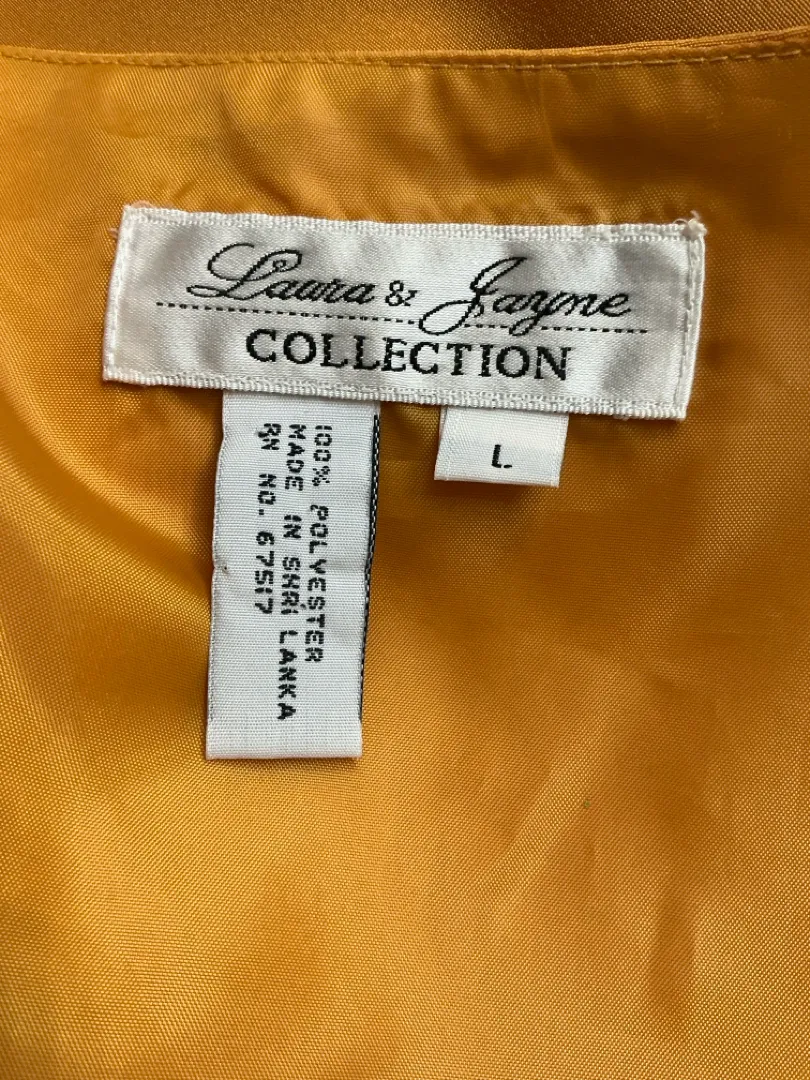 Laura & Jayne
COLLECTION
L
100% POLYESTER
MADE IN SHRI LANKA
RN NO. 67517